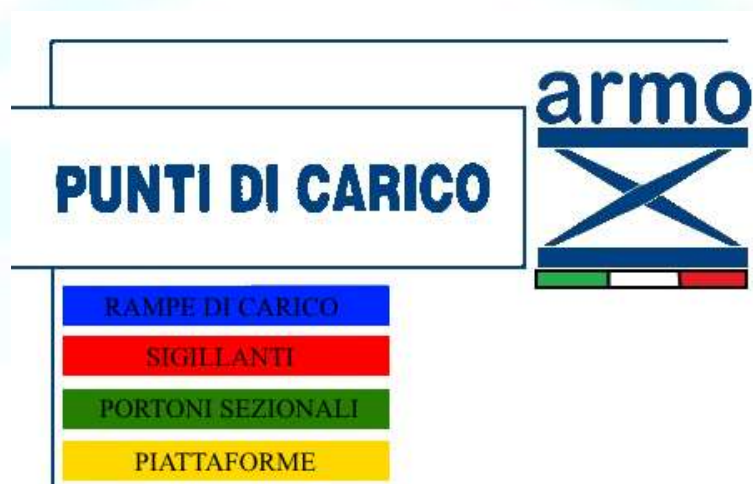 armo
PUNTI DI CARICO
RAMPE DI CARICO
SIGILLANTI
PORTONI SEZIONALI
PIATTAFORME